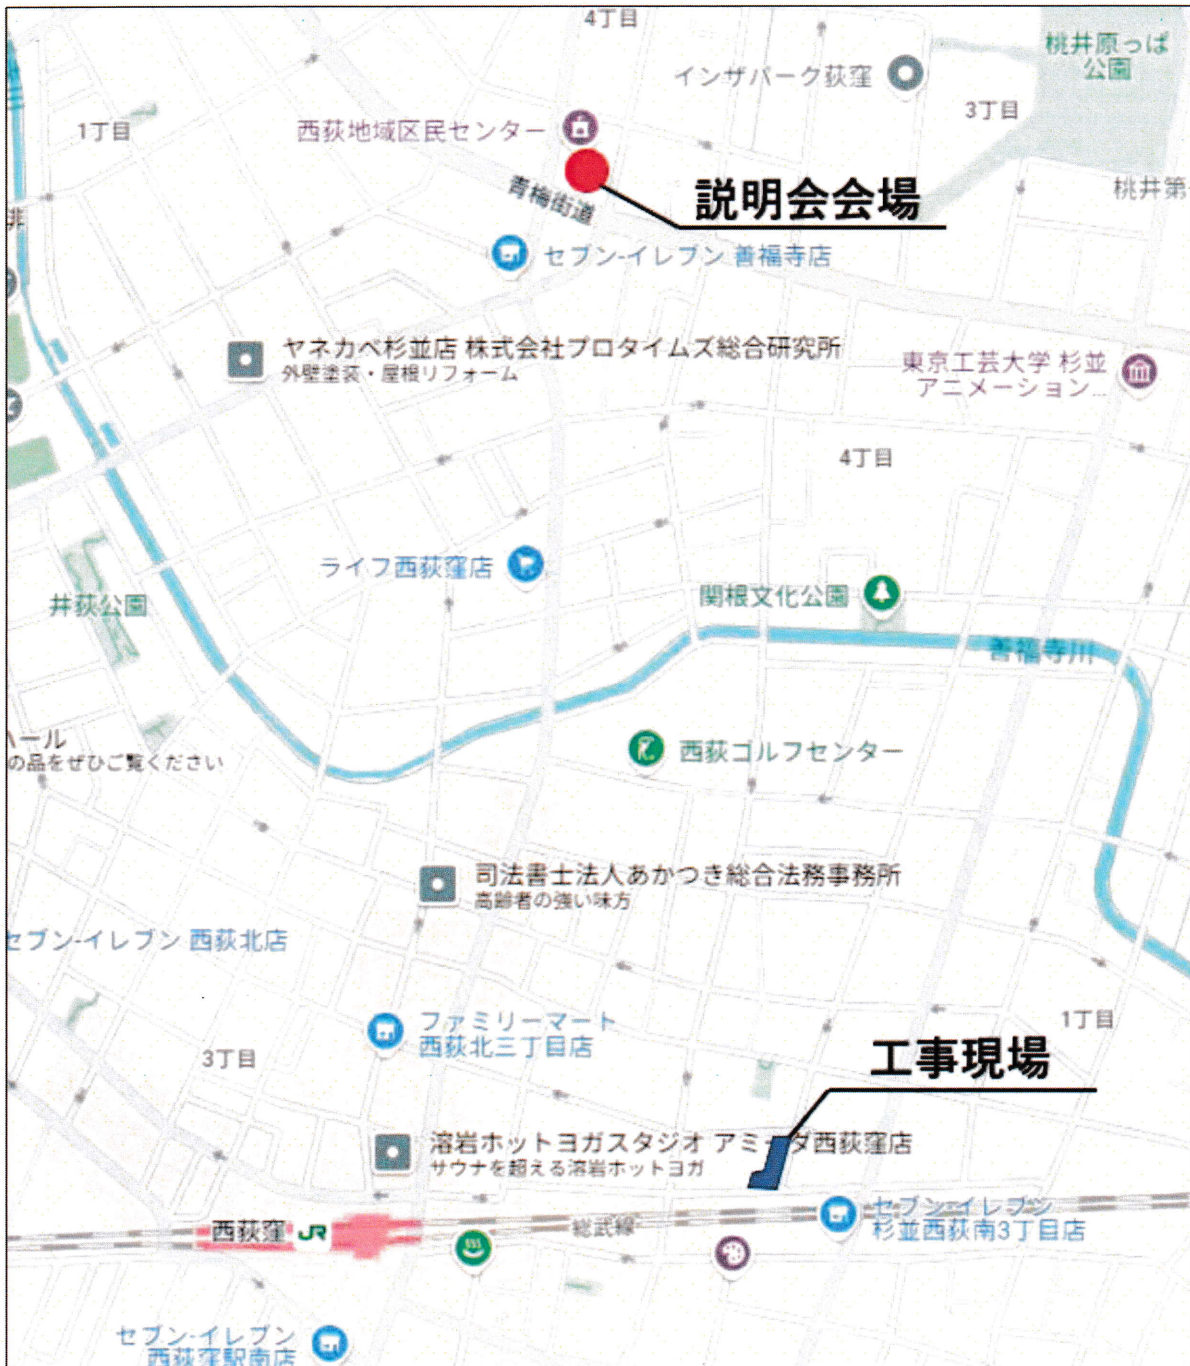 4丁目
桃井原っぱ
公園
インザパーク荻窪
3丁目
1丁目
西荻地域区民センター
説明会会場
桃井第
青梅街道
セブン-イレブン 善福寺店
ヤネカベ杉並店 株式会社プロタイムズ総合研究所
外壁塗装・屋根リフォーム
東京工芸大学 杉並
アニメーション...
4丁目
ライフ西荻窪店
関根文化公園
井荻公園
善福寺川
の品をぜひご覧ください
西荻ゴルフセンター
司法書士法人あかつき総合法務事務所
高齢者の強い味方
セブン-イレブン 西荻北店
ファミリーマート
西荻北三丁目店
1丁目
3丁目
工事現場
溶岩ホットヨガスタジオ アミーダ西荻窪店
サウナを超える溶岩ホットヨガ
西荻窪 JR
総武線
セブン-イレブン
杉並西荻南3丁目店
セブン-イレブン
西荻窪駅南店